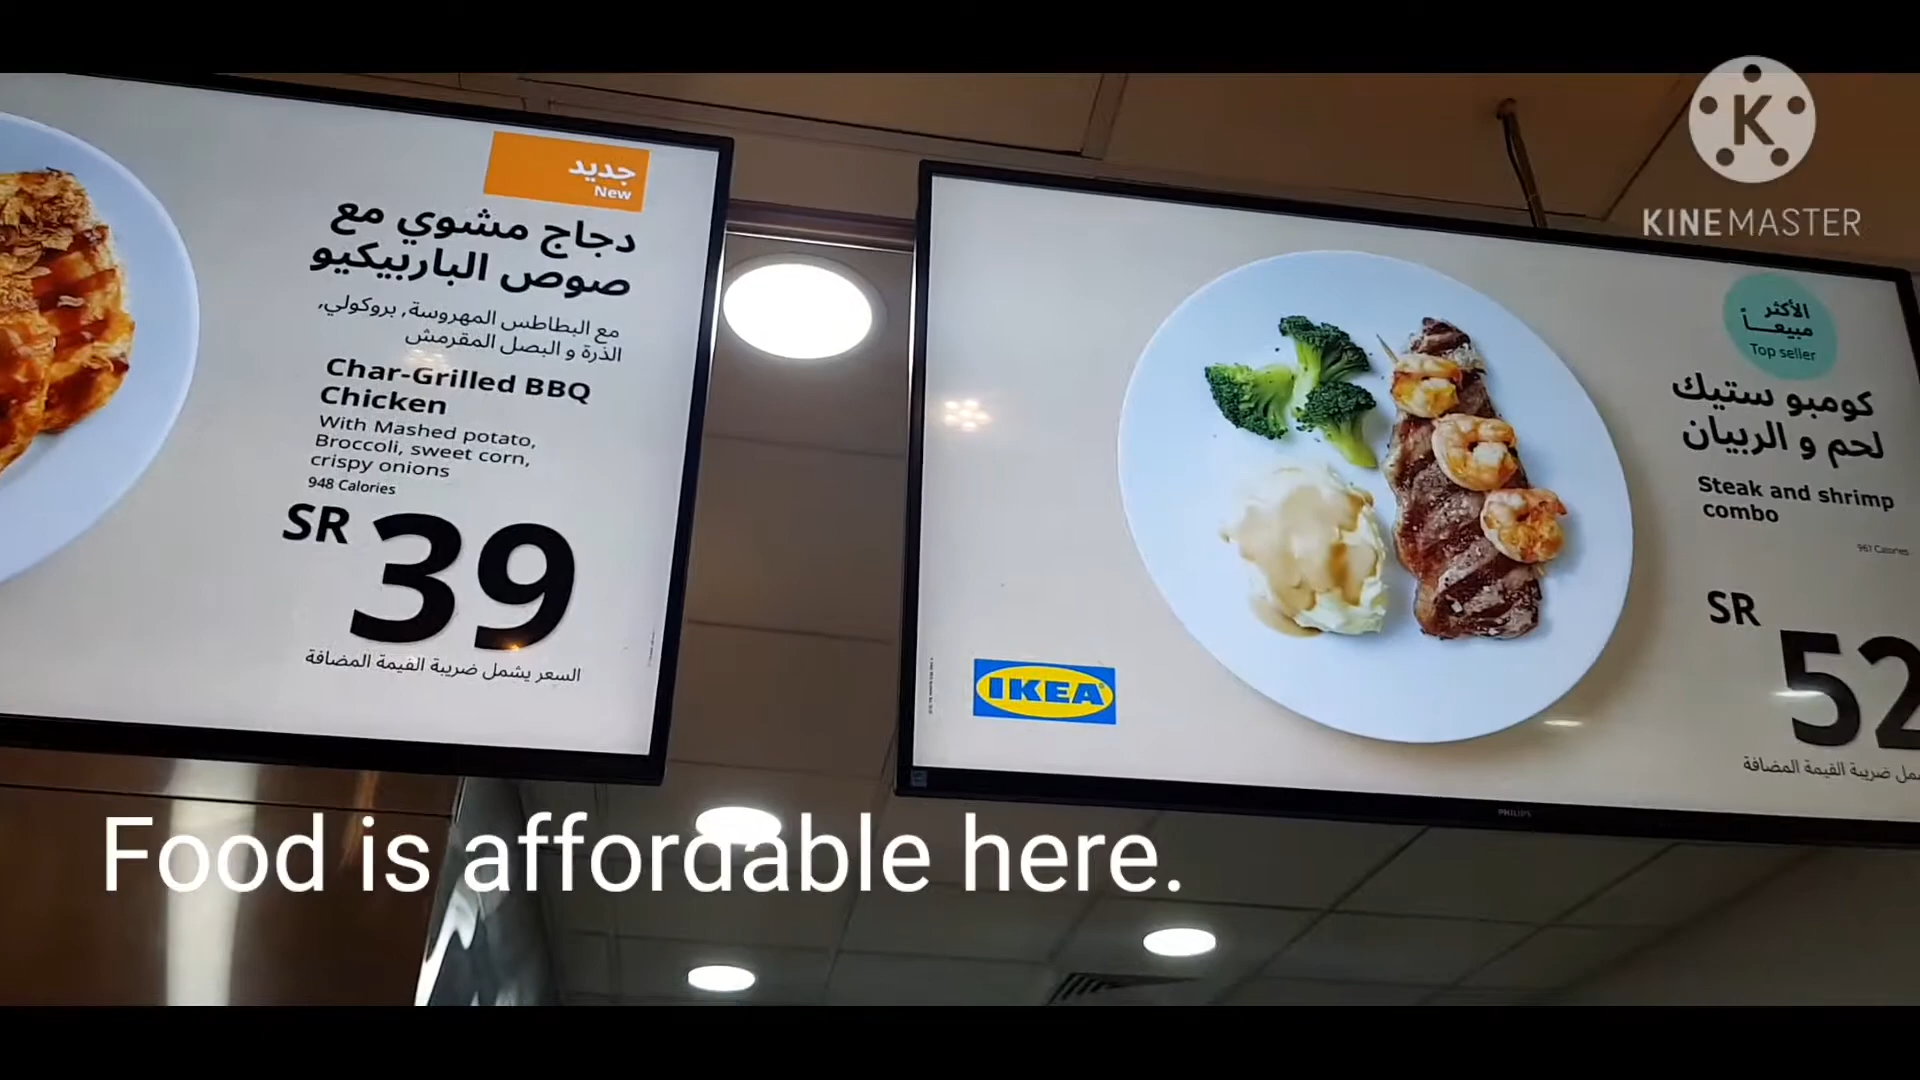 جديد
New
دجاج مشوي مع
صوص الباربيكيو
مع البطاطس المهروسة, بروكولي,
الذرة و البصل المقرمش
Char-Grilled BBQ
Chicken
With Mashed potato,
Broccoli, sweet corn,
crispy onions
948 Calories
SR 39
السعر يشمل ضريبة القيمة المضافة
KINEMASTER
الأكثر
مبيعاً
Top seller
كومبو ستيك
لحم و الربيان
Steak and shrimp
combo
961 Calories
SR
52
ضريبة القيمة المضافة
IKEA
PHILIPS
Food is affordable here.